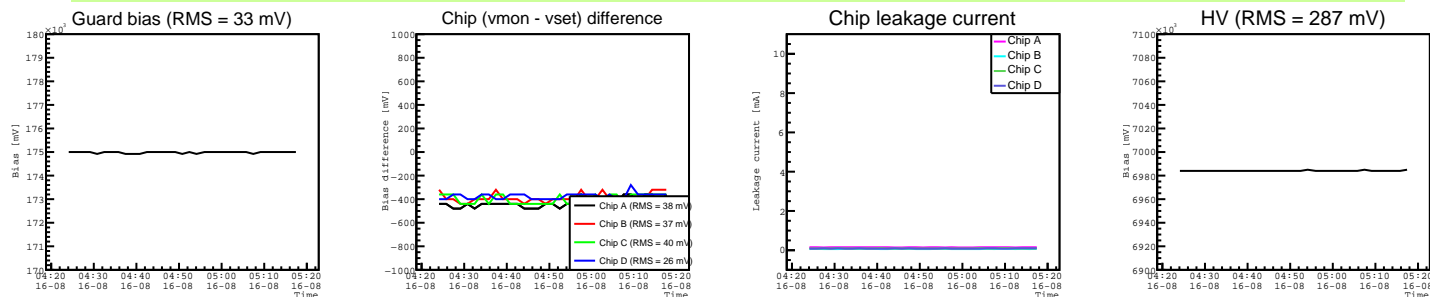 Guard bias (RMS = 33 mV)
×10³
Bias [mV]
180
179
178
177
176
175
174
173
172
171
170
04:20 04:30 04:40 04:50 05:00 05:10 05:20
16-08 16-08 16-08 16-08 16-08 16-08 16-08
Time
Chip (vmon - vset) difference
Bias difference [mV]
1000
800
600
400
200
0
−200
−400
−600
−800
−1000
Chip A (RMS = 38 mV)
Chip B (RMS = 37 mV)
Chip C (RMS = 40 mV)
Chip D (RMS = 26 mV)
04:20 04:30 04:40 04:50 05:00 05:10 05:20
16-08 16-08 16-08 16-08 16-08 16-08 16-08
Time
Chip leakage current
Leakage current [mA]
10
8
6
4
2
0
Chip A
Chip B
Chip C
Chip D
04:20 04:30 04:40 04:50 05:00 05:10 05:20
16-08 16-08 16-08 16-08 16-08 16-08 16-08
Time
HV (RMS = 287 mV)
×10³
Bias [mV]
7100
7080
7060
7040
7020
7000
6980
6960
6940
6920
6900
04:20 04:30 04:40 04:50 05:00 05:10 05:20
16-08 16-08 16-08 16-08 16-08 16-08 16-08
Time